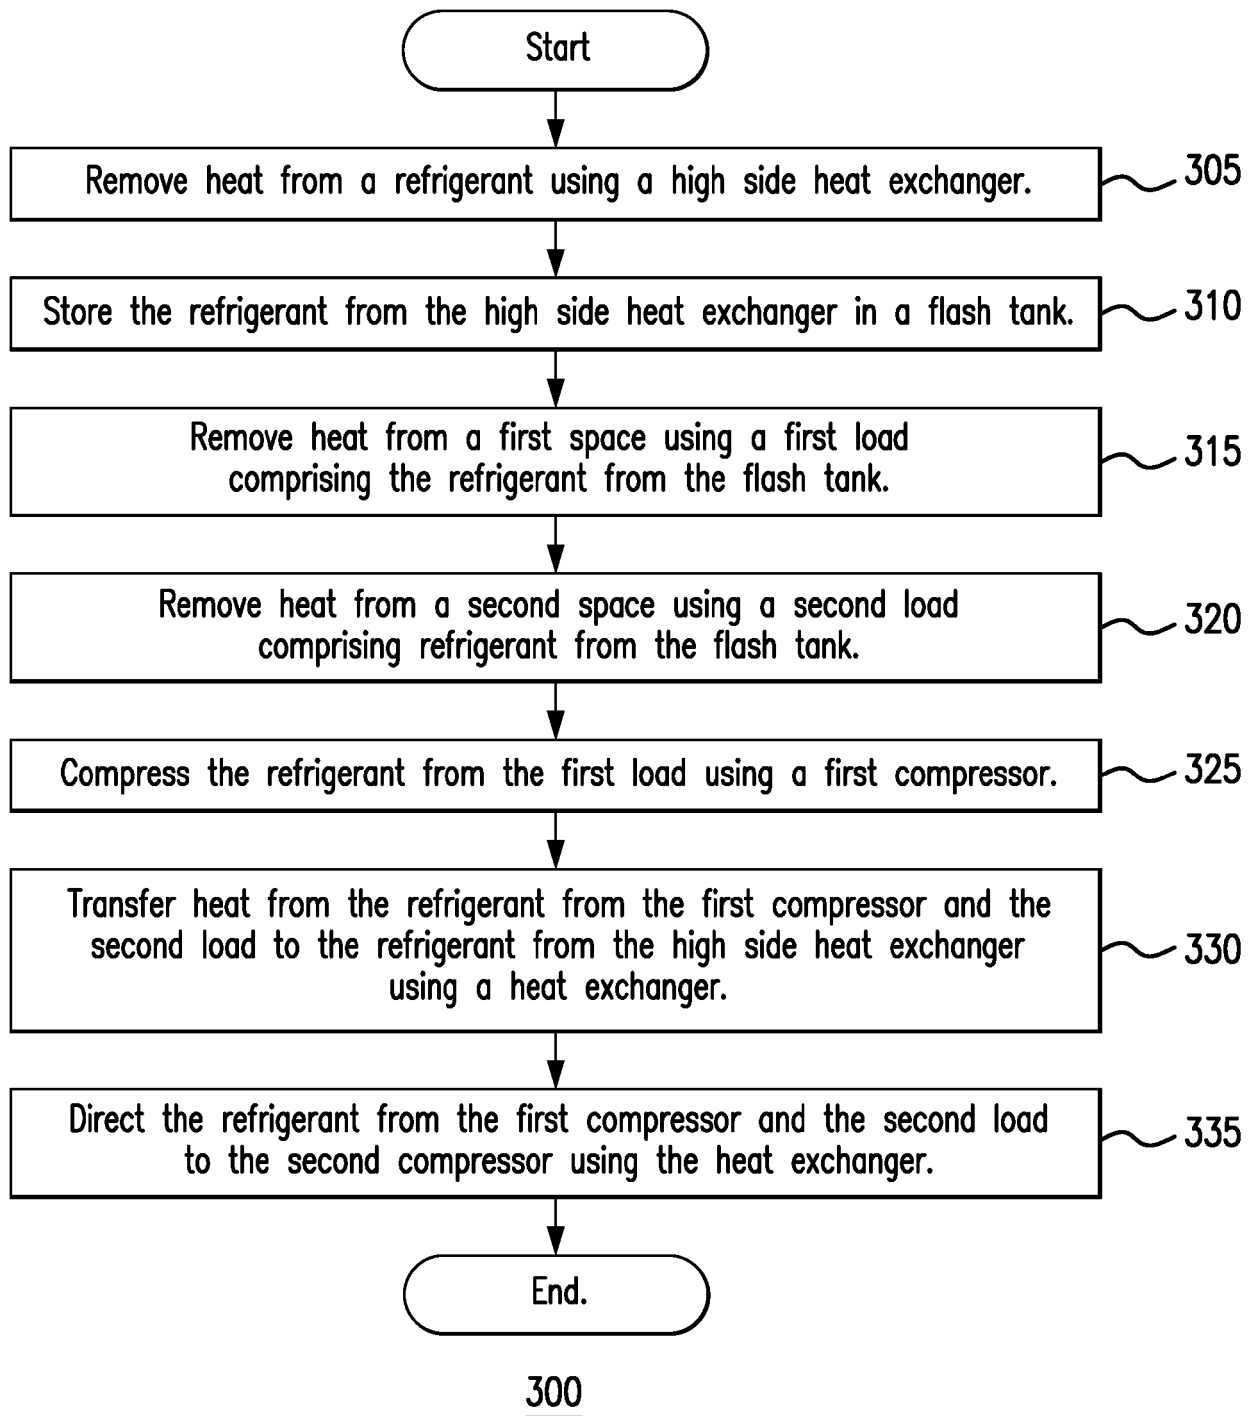 Start
Remove heat from a refrigerant using a high side heat exchanger.
305
Store the refrigerant from the high side heat exchanger in a flash tank.
310
Remove heat from a first space using a first load
comprising the refrigerant from the flash tank.
315
Remove heat from a second space using a second load
comprising refrigerant from the flash tank.
320
Compress the refrigerant from the first load using a first compressor.
325
Transfer heat from the refrigerant from the first compressor and the
second load to the refrigerant from the high side heat exchanger
using a heat exchanger.
330
Direct the refrigerant from the first compressor and the second load
to the second compressor using the heat exchanger.
335
End.
300